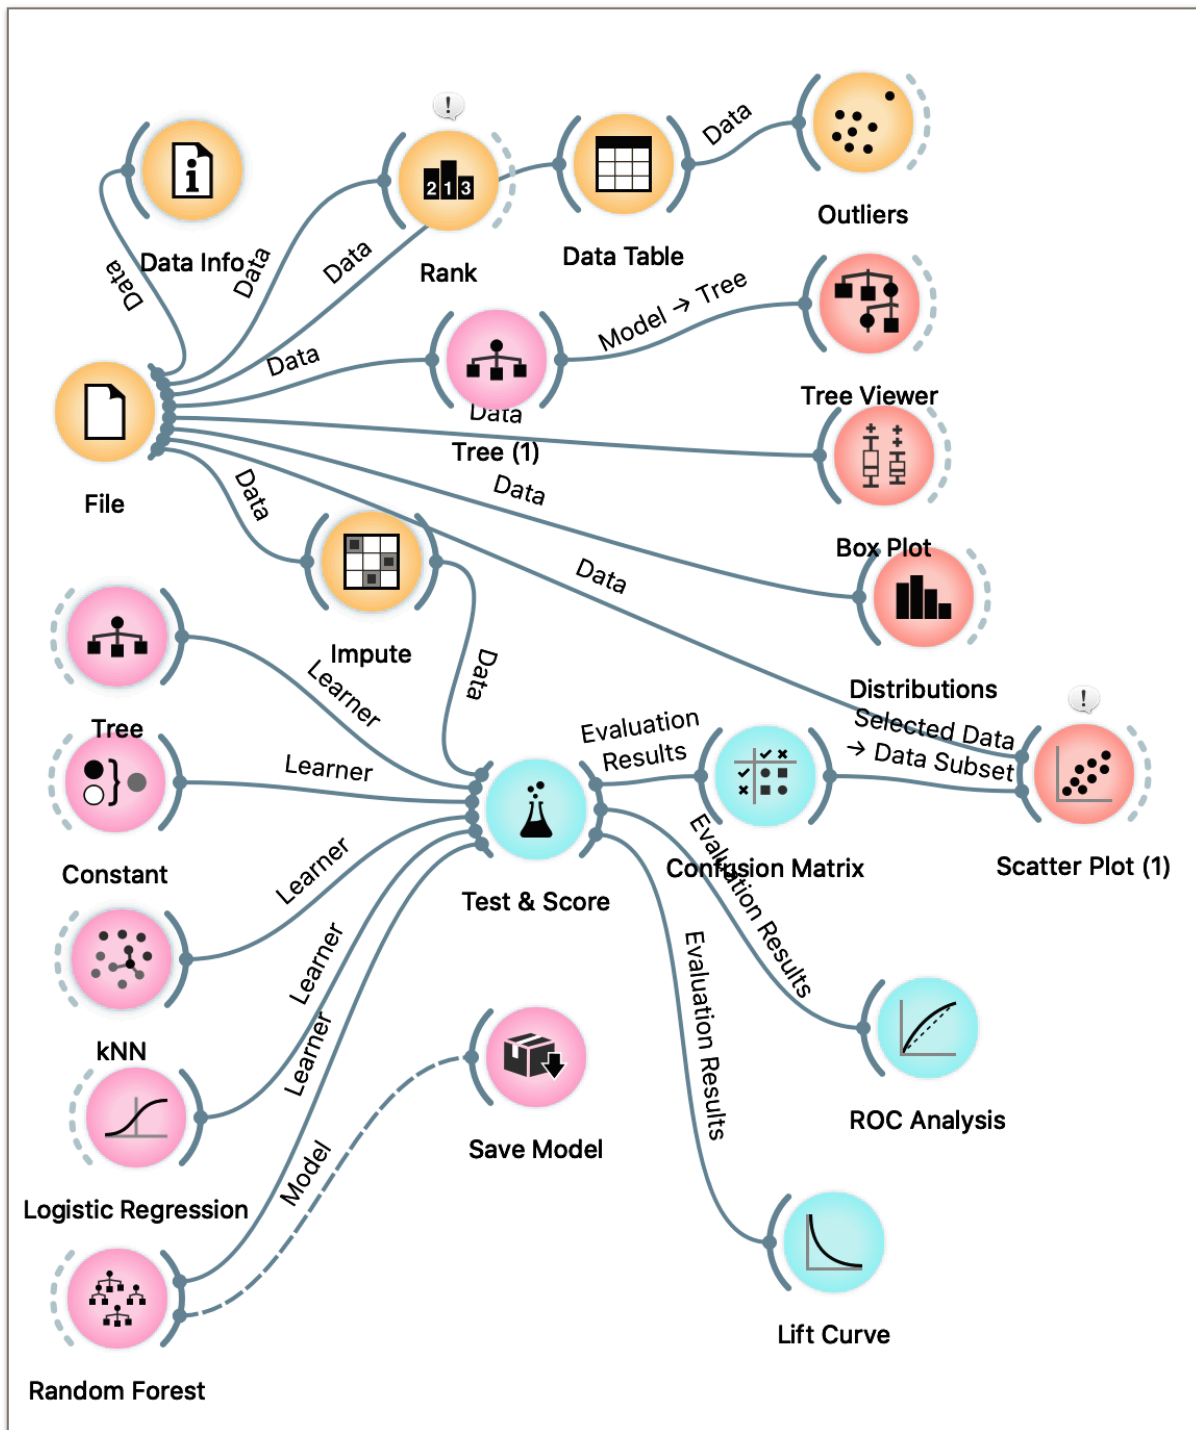 !
Data
Outliers
2 1 3
i
Data Info
Data
Data
Data
Rank
Data Table
Model → Tree
Data
Tree Viewer
Data
Tree (1)
File
Data
Data
Box Plot
Data
Impute
Learner
Data
Distributions
!
Tree
Evaluation
Results
Selected Data
→ Data Subset
Learner
Constant
Learner
Test & Score
Confusion Matrix
Scatter Plot (1)
Evaluation Results
Evaluation Results
Learner
kNN
Learner
ROC Analysis
Save Model
Model
Logistic Regression
Lift Curve
Random Forest